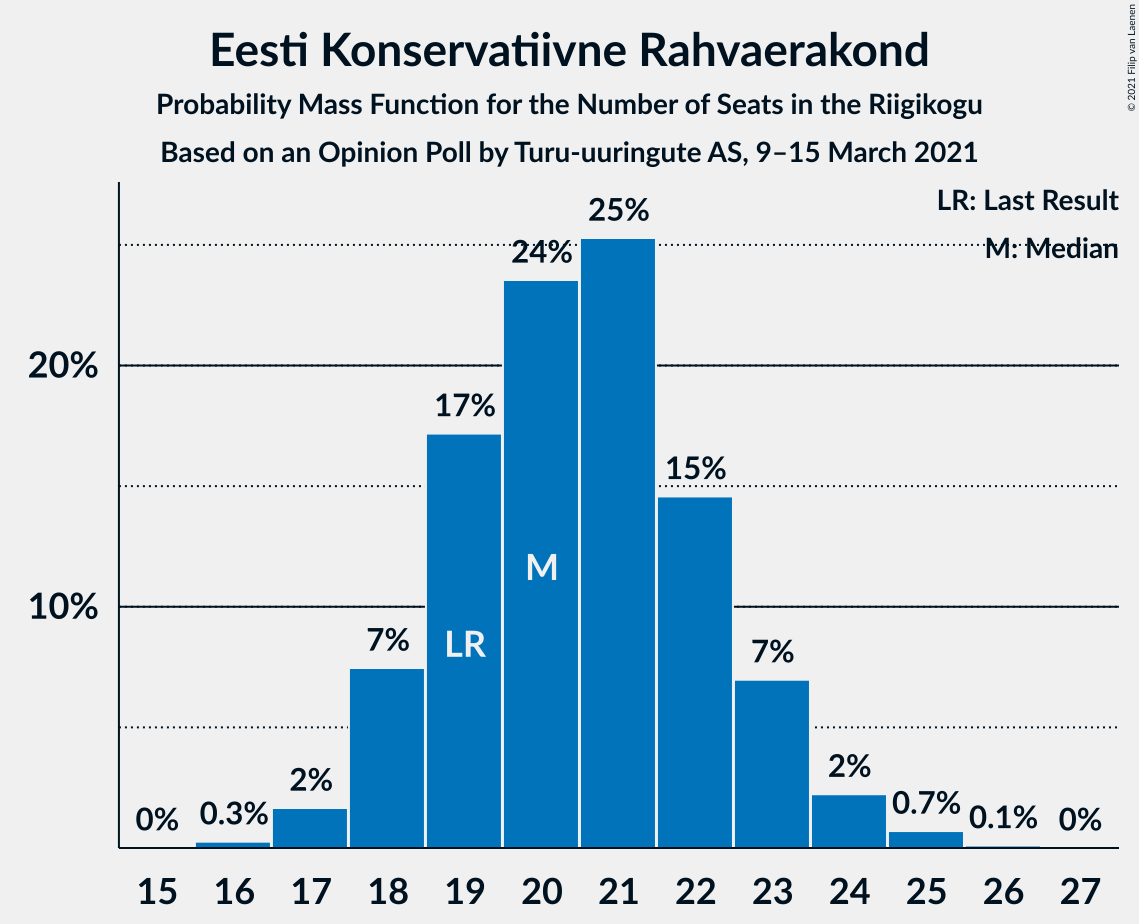 Eesti Konservatiivne Rahvaerakond
Probability Mass Function for the Number of Seats in the Riigikogu
Based on an Opinion Poll by Turu-uuringute AS, 9–15 March 2021
© 2021 Filip van Laenen
LR: Last Result
M: Median
25%
24%
20%
17%
15%
M
10%
7%
LR
7%
2%
2%
0%
0.3%
0.7%
0.1%
0%
15 16 17 18 19 20 21 22 23 24 25 26 27